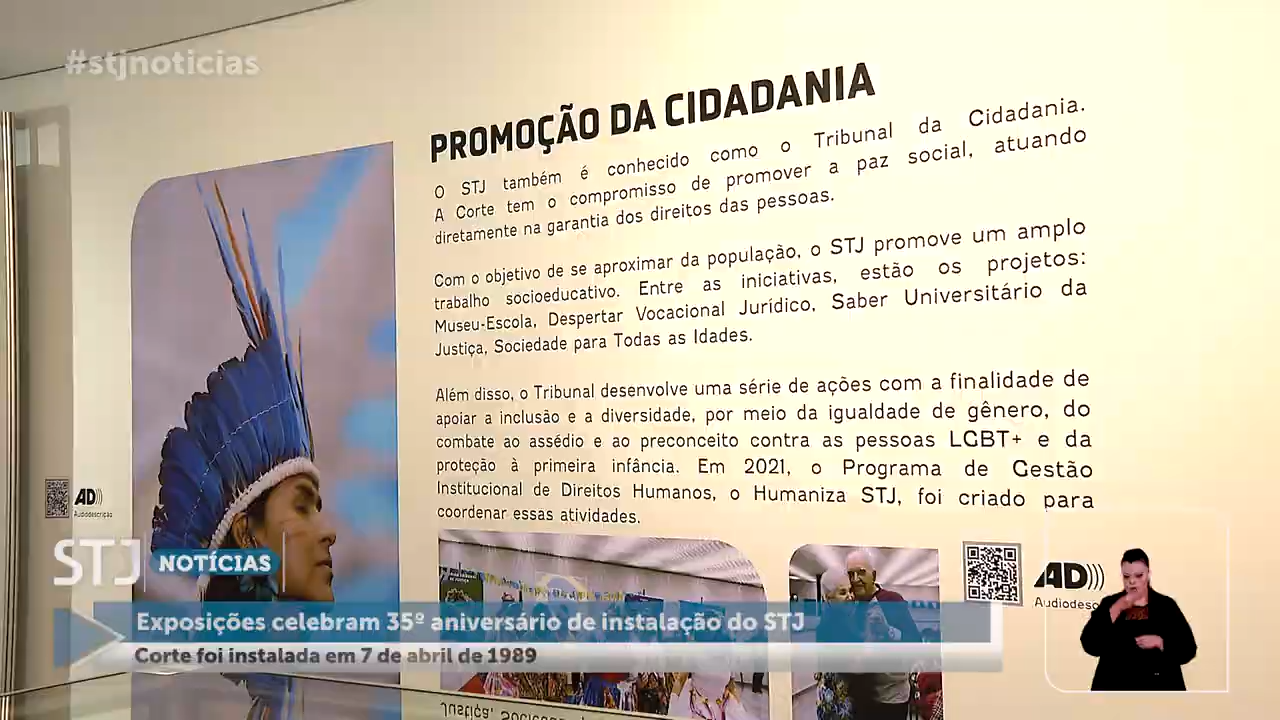 #stjnoticias
PROMOÇÃO DA CIDADANIA
O STJ também é conhecido como o Tribunal da Cidadania.
A Corte tem o compromisso de promover a paz social, atuando
diretamente na garantia dos direitos das pessoas.
Com o objetivo de se aproximar da população, o STJ promove um amplo
trabalho socioeducativo. Entre as iniciativas, estão os projetos:
Museu-Escola, Despertar Vocacional Jurídico, Saber Universitário da
Justiça, Sociedade para Todas as Idades.
Além disso, o Tribunal desenvolve uma série de ações com a finalidade de
apoiar a inclusão e a diversidade, por meio da igualdade de gênero, do
combate ao assédio e ao preconceito contra as pessoas LGBT+ e da
proteção à primeira infância. Em 2021, o Programa de Gestão
Institucional de Direitos Humanos, o Humaniza STJ, foi criado para
coordenar essas atividades.
AD)))
Audiodescrição
AD)))
STJ NOTÍCIAS
Exposições celebram 35º aniversário de instalação do STJ
Corte foi instalada em 7 de abril de 1989
Justiça,